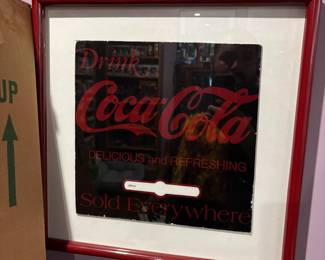 UP
Drink
Coca-Cola
DELICIOUS and REFRESHING
Sold Everywhere